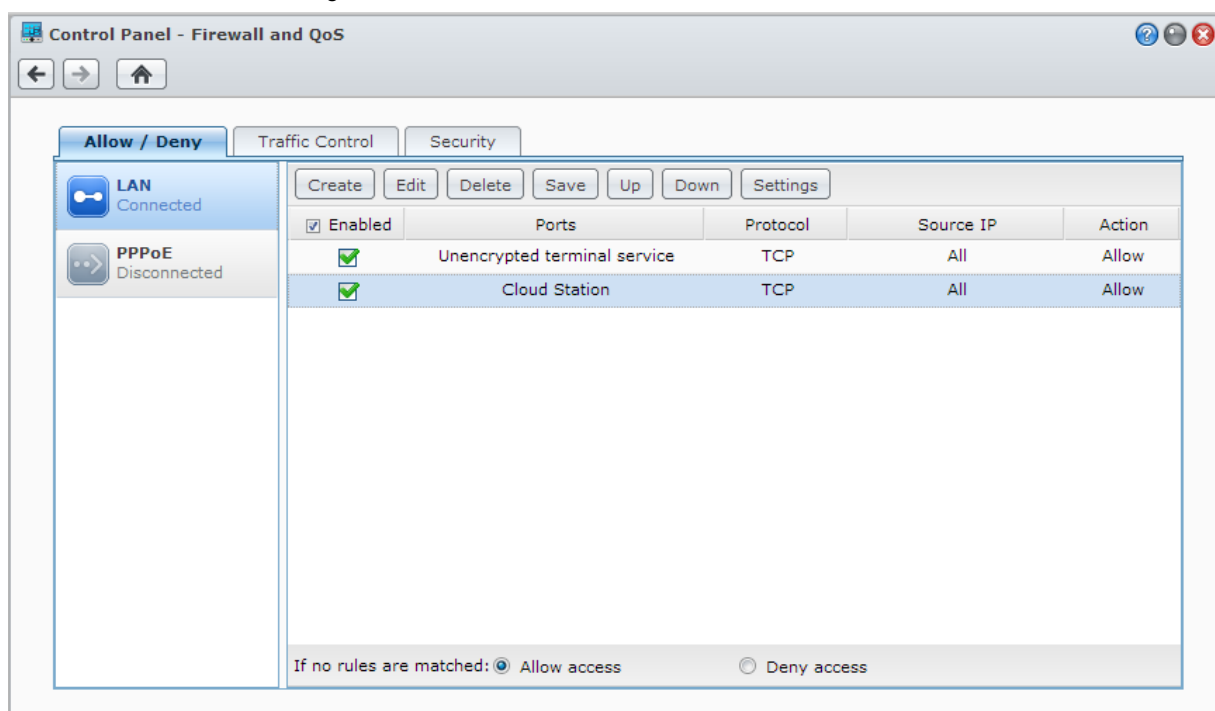 Control Panel - Firewall and QoS
Allow / Deny Traffic Control Security
LAN
Connected
PPPoE
Disconnected
Create Edit Delete Save Up Down Settings
Enabled Ports Protocol Source IP Action
Unencrypted terminal service TCP All Allow
Cloud Station TCP All Allow
If no rules are matched: Allow access Deny access